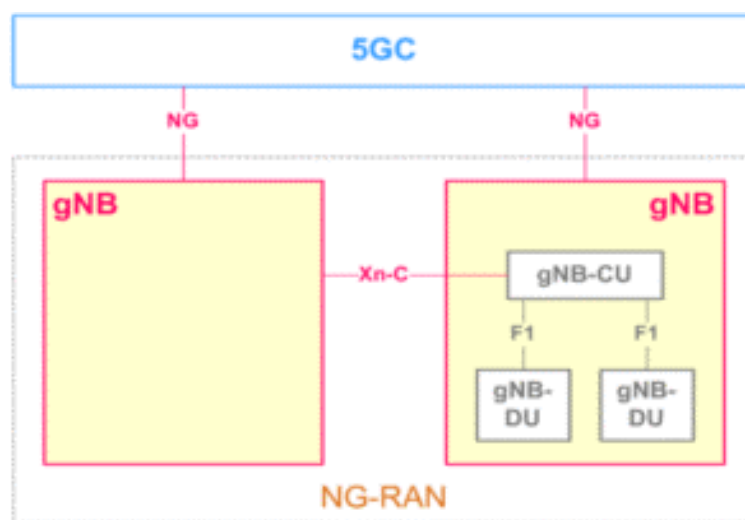 5GC
NG
NG
gNB
gNB
Xn-C
gNB-CU
F1
F1
gNB-
DU
gNB-
DU
NG-RAN